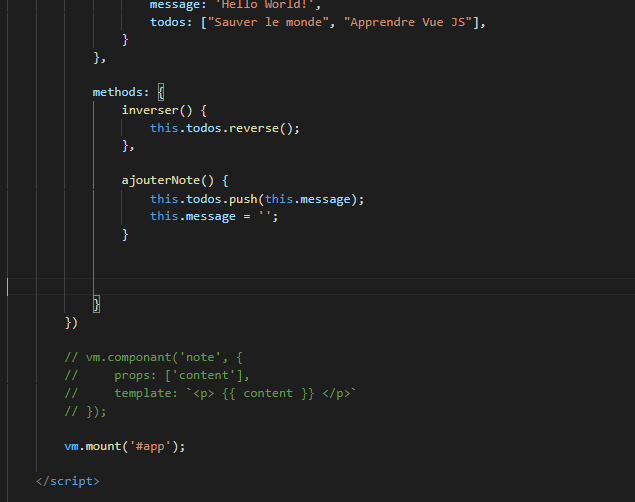 message: 'Hello World!',
todos: ["Sauver le monde", "Apprendre Vue JS"],
}
},
methods: {
inverser() {
this.todos.reverse();
},
ajouterNote() {
this.todos.push(this.message);
this.message = '';
}
}
})
// vm.componant('note', {
//     props: ['content'],
//     template: `<p> {{ content }} </p>`
// });
vm.mount('#app');
</script>